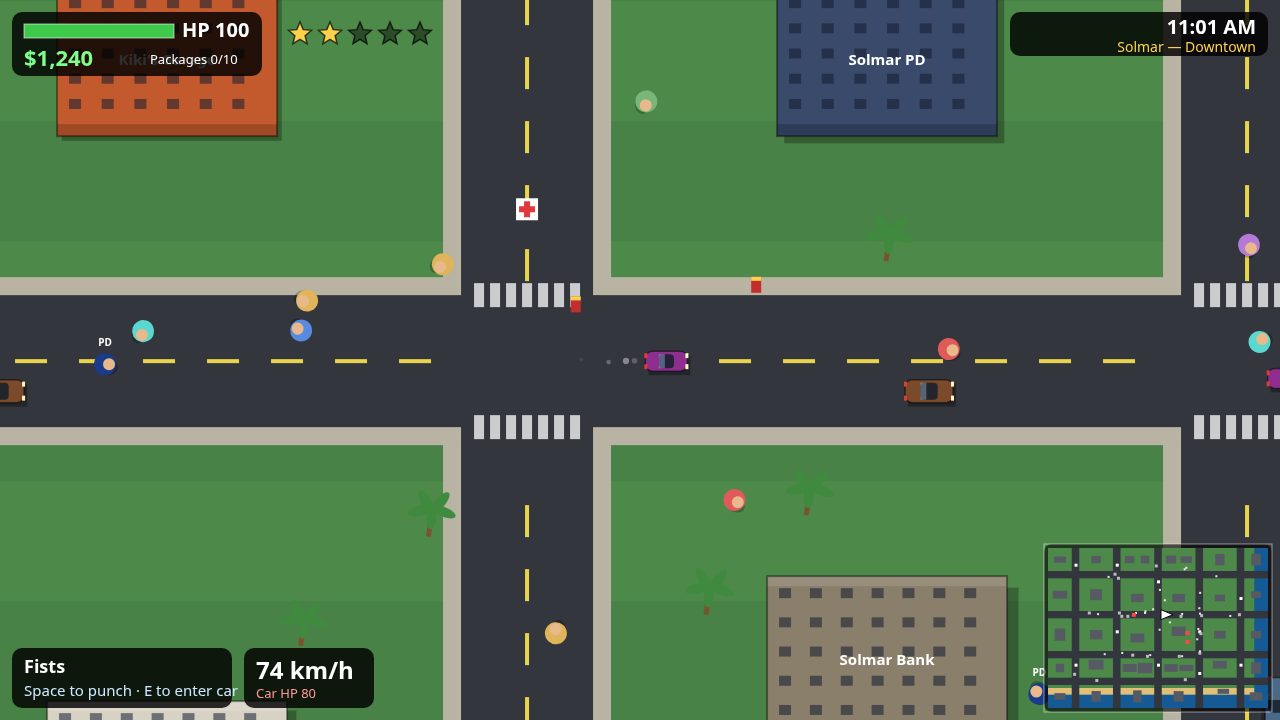 HP 100
$1,240
Kiki
Packages 0/10
Solmar PD
11:01 AM
Solmar — Downtown
PD
Solmar Bank
PD
Fists
Space to punch · E to enter car
74 km/h
Car HP 80